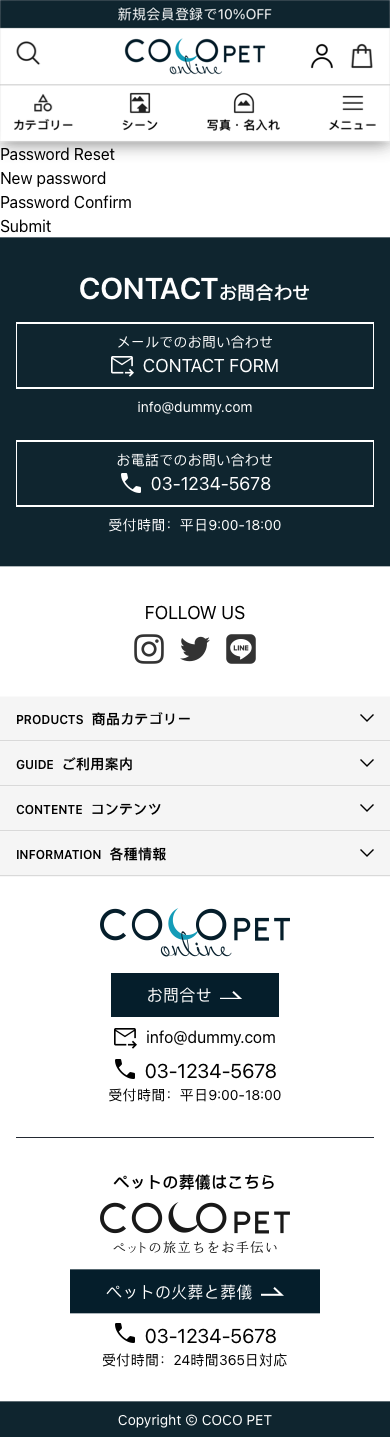 新規会員登録で10%OFF
COCOPET
online
カテゴリー
シーン
写真・名入れ
メニュー
Password Reset
New password
Password Confirm
Submit
CONTACTお問合わせ
メールでのお問い合わせ
CONTACT FORM
info@dummy.com
お電話でのお問い合わせ
03-1234-5678
受付時間：平日9:00-18:00
FOLLOW US
LINE
PRODUCTS 商品カテゴリー
GUIDE ご利用案内
CONTENTE コンテンツ
INFORMATION 各種情報
COCOPET
online
お問合せ
info@dummy.com
03-1234-5678
受付時間：平日9:00-18:00
ペットの葬儀はこちら
COCOPET
ペットの旅立ちをお手伝い
ペットの火葬と葬儀
03-1234-5678
受付時間：24時間365日対応
Copyright © COCO PET